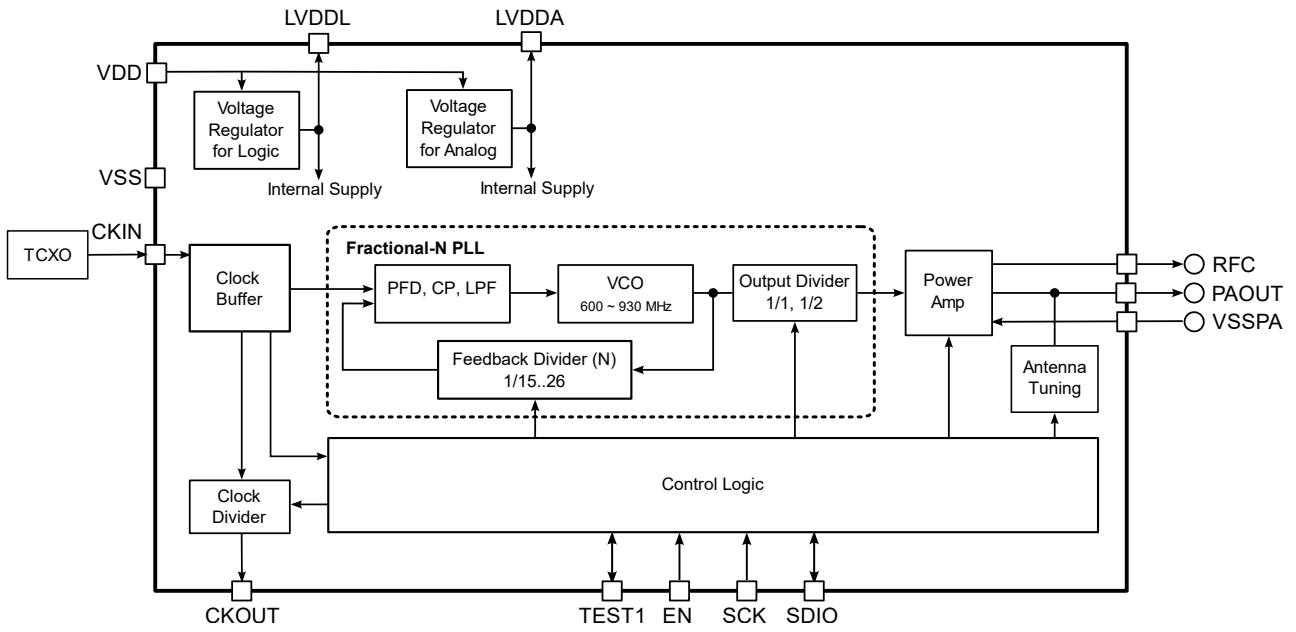 LVDDL
LVDDA
VDD
Voltage
Regulator
for Logic
Voltage
Regulator
for Analog
VSS
Internal Supply
Internal Supply
CKIN
TCXO
Clock
Buffer
Fractional-N PLL
PFD, CP, LPF
VCO
600 ~ 930 MHz
Output Divider
1/1, 1/2
Power
Amp
RFC
PAOUT
VSSPA
Feedback Divider (N)
1/15..26
Antenna
Tuning
Control Logic
Clock
Divider
CKOUT
TEST1
EN
SCK
SDIO